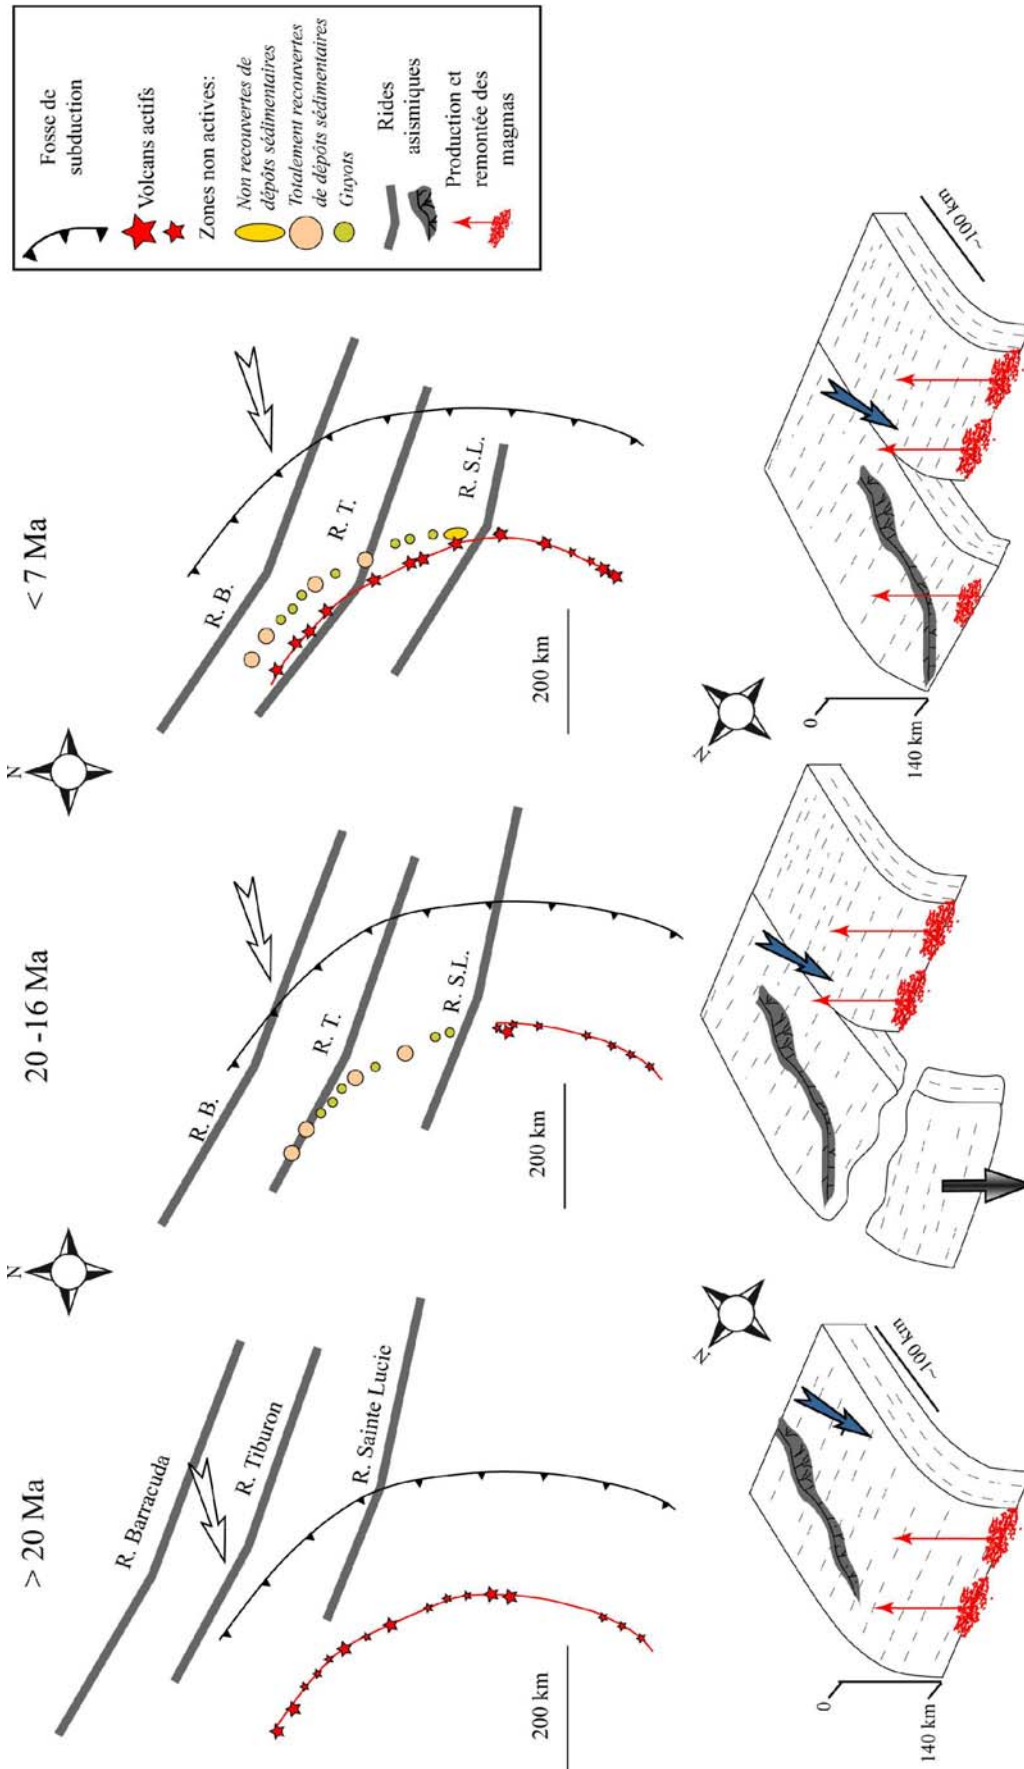 > 20 Ma
R. Barracuda
R. Tiburon
R. Sainte Lucie
200 km
N
20 -16 Ma
R. B.
R. T.
R. S.L.
200 km
N
< 7 Ma
R. B.
R. T.
R. S.L.
200 km
Fosse de
subduction
Volcans actifs
Zones non actives:
Non recouvertes de
dépôts sédimentaires
Totalement recouvertes
de dépôts sédimentaires
Guyots
Rides
asismiques
Production et
remontée des
magmas
0
140 km
~100 km
N
0
140 km
~100 km
N